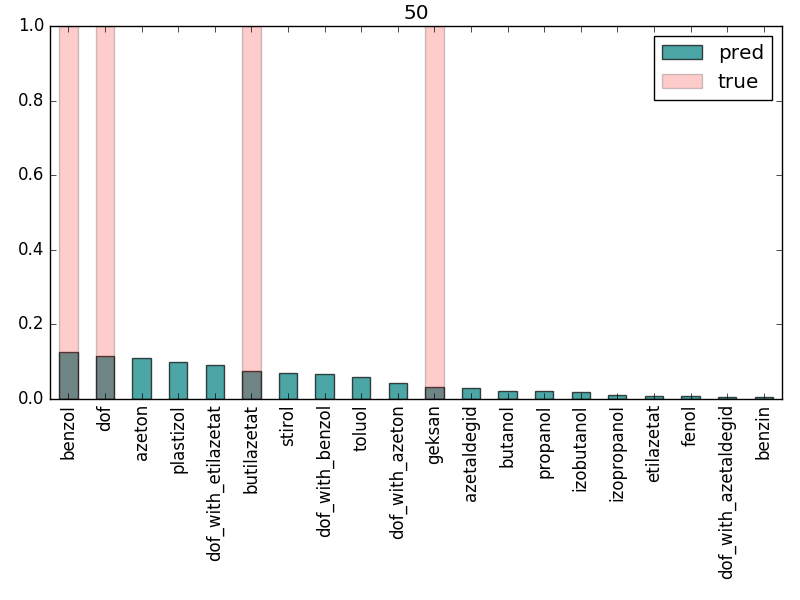 50
1.0
0.8
0.6
0.4
0.2
0.0
pred
true
benzol
dof
azeton
plastizol
dof_with_etilazetat
butilazetat
stirol
dof_with_benzol
toluol
dof_with_azeton
geksan
azetaldegid
butanol
propanol
izobutanol
izopropanol
etilazetat
fenol
dof_with_azetaldegid
benzin